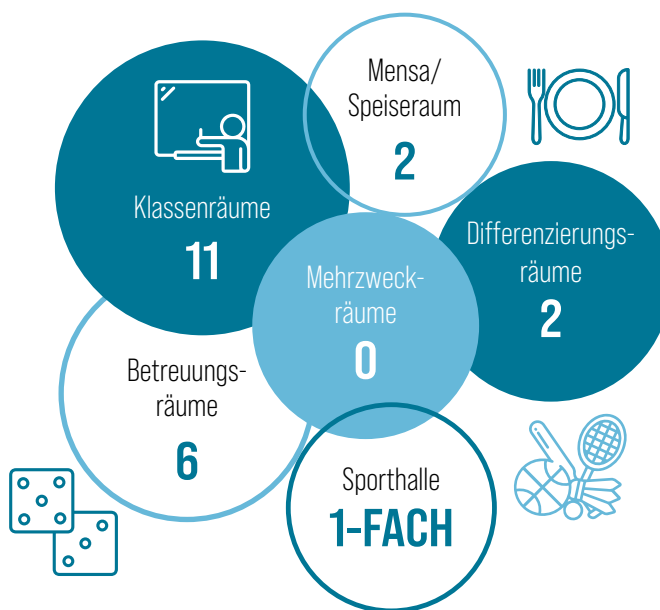 Mensa/
Speiseraum
2
Klassenräume
11
Differenzierungs-
räume
2
Mehrzweck-
räume
0
Betreuungs-
räume
6
Sporthalle
1-FACH